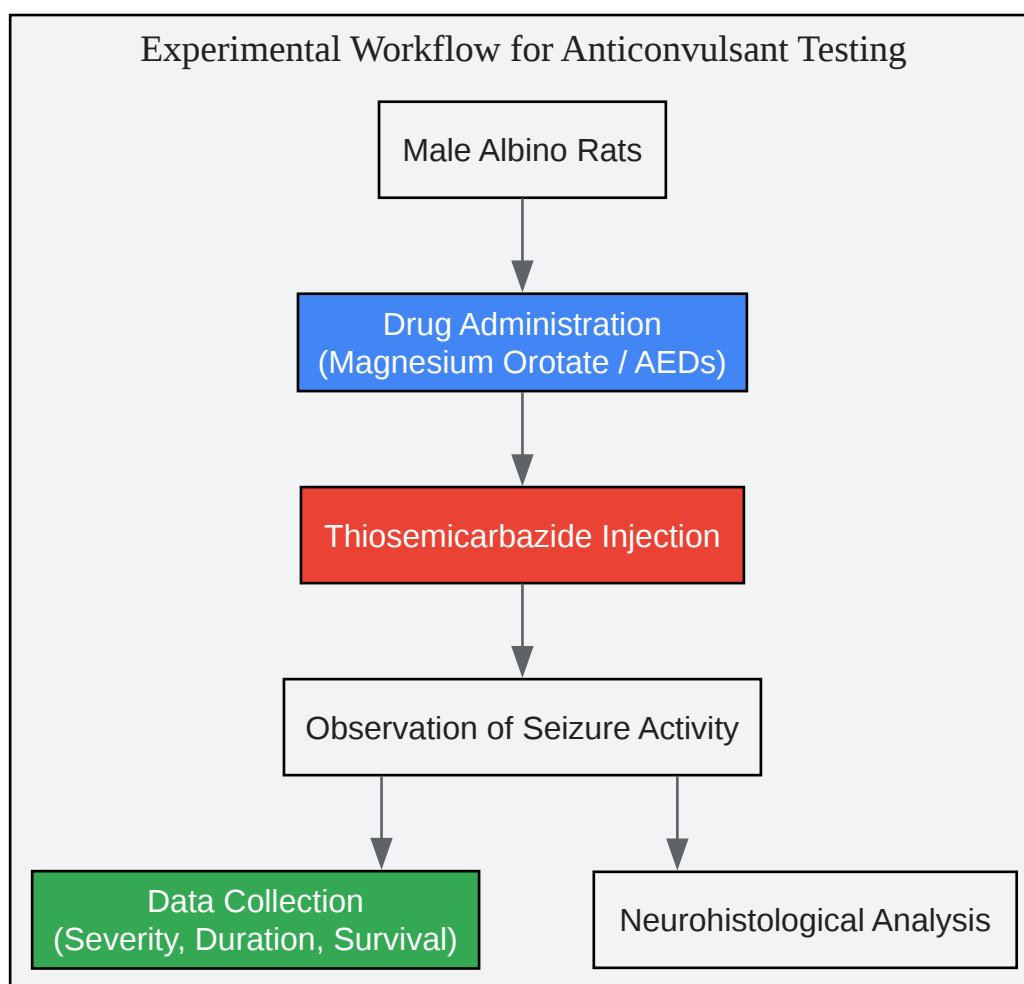 Experimental Workflow for Anticonvulsant Testing
Male Albino Rats
Drug Administration
(Magnesium Orotate / AEDs)
Thiosemicarbazide Injection
Observation of Seizure Activity
Data Collection
(Severity, Duration, Survival)
Neurohistological Analysis